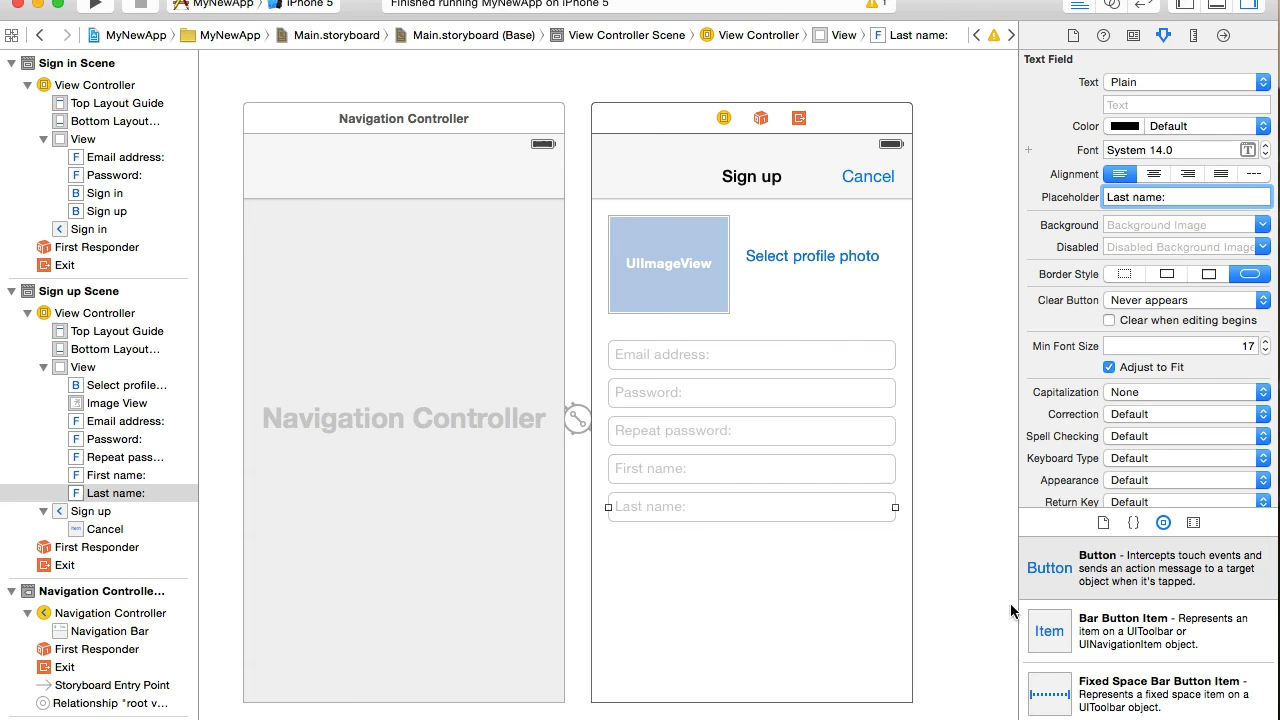 MyNewApp
iPhone 5
Finished running MyNewApp on iPhone 5
1
MyNewApp
MyNewApp
Main.storyboard
Main.storyboard (Base)
View Controller Scene
View Controller
View
F Last name:
Sign in Scene
View Controller
Top Layout Guide
Bottom Layout...
View
F Email address:
F Password:
B Sign in
B Sign up
Sign in
First Responder
Exit
Sign up Scene
View Controller
Top Layout Guide
Bottom Layout...
View
B Select profile...
Image View
F Email address:
F Password:
F Repeat pass...
F First name:
F Last name:
Sign up
Cancel
First Responder
Exit
Navigation Controlle...
Navigation Controller
Navigation Bar
First Responder
Exit
Storyboard Entry Point
Relationship "root v...
Navigation Controller
Navigation Controller
Sign up
Cancel
UIImageView
Select profile photo
Email address:
Password:
Repeat password:
First name:
Last name:
Text Field
Text Plain
Text
Color Default
Font System 14.0
Alignment
Placeholder Last name:
Background Background Image
Disabled Disabled Background Image
Border Style
Clear Button Never appears
Clear when editing begins
Min Font Size 17
Adjust to Fit
Capitalization None
Correction Default
Spell Checking Default
Keyboard Type Default
Appearance Default
Return Key Default
Button
Button - Intercepts touch events and
sends an action message to a target
object when it's tapped.
Item
Bar Button Item - Represents an
item on a UIToolbar or
UINavigationItem object.
Fixed Space Bar Button Item -
Represents a fixed space item on a
UIToolbar object.